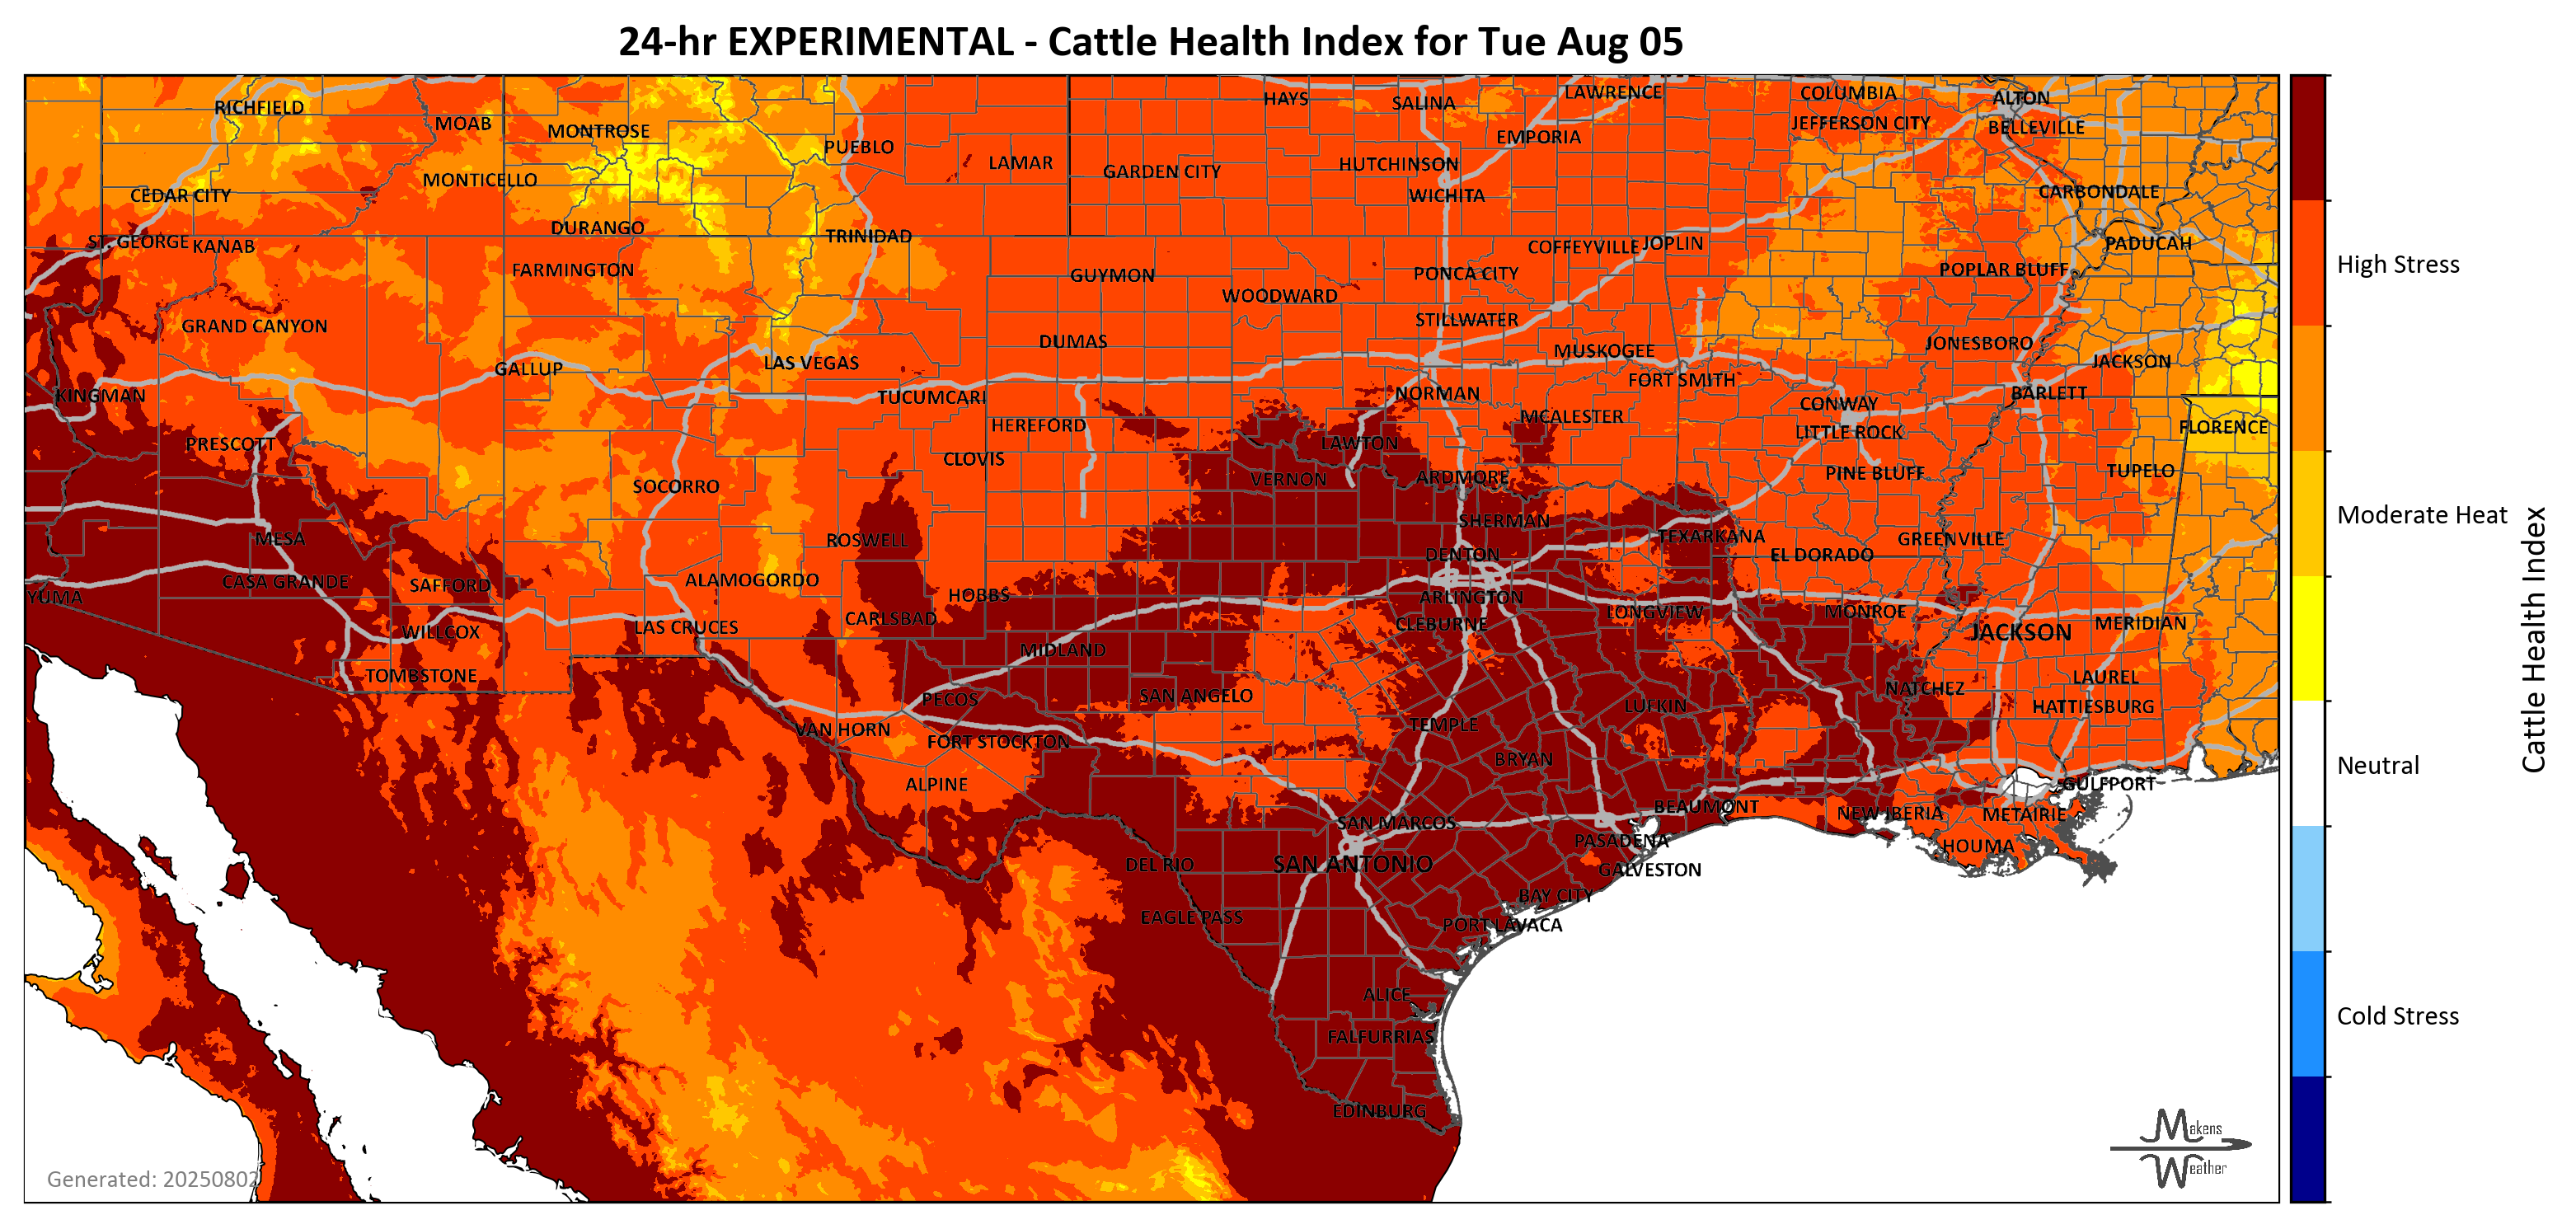 24-hr EXPERIMENTAL - Cattle Health Index for Tue Aug 05
RICHFIELD
MOAB
MONTROSE
PUEBLO
LAMAR
HAYS
SALINA
LAWRENCE
COLUMBIA
ALTON
JEFFERSON CITY
BELLEVILLE
EMPORIA
GARDEN CITY
HUTCHINSON
WICHITA
CEDAR CITY
MONTICELLO
CARBONDALE
DURANGO
TRINIDAD
ST. GEORGE
KANAB
COFFEYVILLE
JOPLIN
PADUCAH
FARMINGTON
GUYMON
PONCA CITY
POPLAR BLUFF
High Stress
WOODWARD
GRAND CANYON
STILLWATER
DUMAS
MUSKOGEE
JONESBORO
GALLUP
LAS VEGAS
JACKSON
FORT SMITH
KINGMAN
TUCUMCARI
NORMAN
BARLETT
CONWAY
MCALESTER
HEREFORD
FLORENCE
LITTLE ROCK
PRESCOTT
LAWTON
CLOVIS
PINE BLUFF
TUPELO
SOCORRO
VERNON
ARDMORE
Moderate Heat
SHERMAN
MESA
ROSWELL
TEXARKANA
GREENVILLE
DENTON
EL DORADO
CASA GRANDE
SAFFORD
ALAMOGORDO
YUMA
HOBBS
ARLINGTON
LONGVIEW
MONROE
CARLSBAD
CLEBURNE
WILLCOX
LAS CRUCES
JACKSON
MERIDIAN
MIDLAND
TOMBSTONE
LAUREL
PECOS
SAN ANGELO
NATCHEZ
LUFKIN
HATTIESBURG
TEMPLE
VAN HORN
FORT STOCKTON
BRYAN
Neutral
ALPINE
GULFPORT
BEAUMONT
NEW IBERIA
METAIRIE
SAN MARCOS
PASADENA
HOUMA
DEL RIO
SAN ANTONIO
GALVESTON
BAY CITY
EAGLE PASS
PORT LAVACA
ALICE
Cold Stress
FALFURRIAS
EDINBURG
Cattle Health Index
Makens
Weather
Generated: 20250802